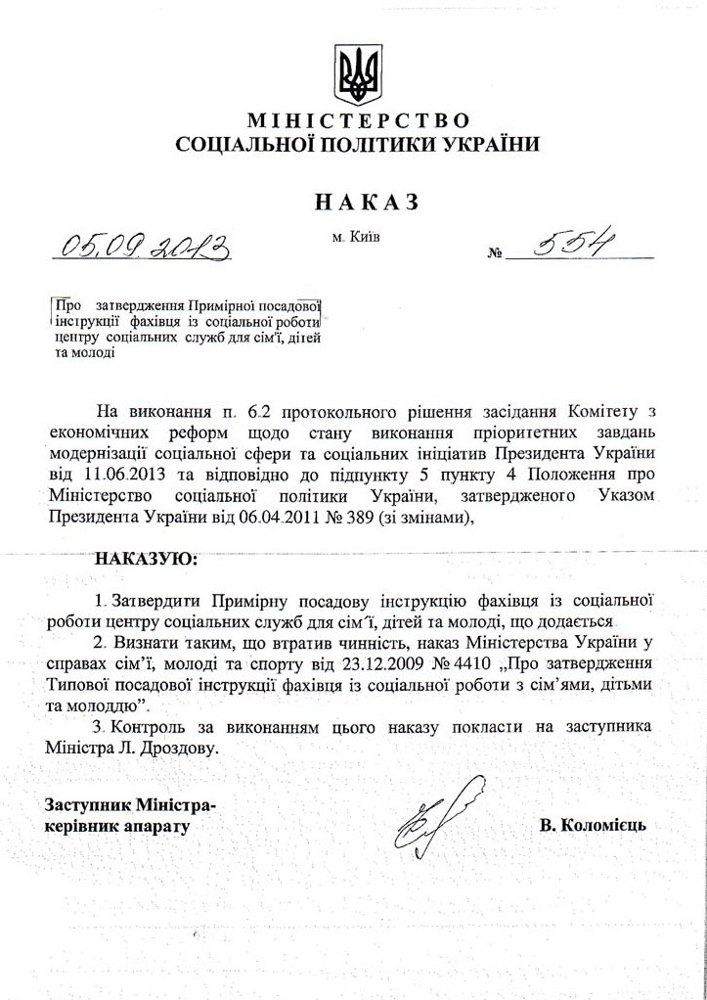 МІНІСТЕРСТВО
СОЦІАЛЬНОЇ ПОЛІТИКИ УКРАЇНИ
НАКАЗ
05.09.2013 м. Київ № 554
Про затвердження Примірної посадової
інструкції фахівця із соціальної роботи
центру соціальних служб для сім'ї, дітей
та молоді
На виконання п. 6.2 протокольного рішення засідання Комітету з
економічних реформ щодо стану виконання пріоритетних завдань
модернізації соціальної сфери та соціальних ініціатив Президента України
від 11.06.2013 та відповідно до підпункту 5 пункту 4 Положення про
Міністерство соціальної політики України, затвердженого Указом
Президента України від 06.04.2011 № 389 (зі змінами),
НАКАЗУЮ:
1. Затвердити Примірну посадову інструкцію фахівця із соціальної
роботи центру соціальних служб для сім'ї, дітей та молоді, що додається
2. Визнати таким, що втратив чинність, наказ Міністерства України у
справах сім’ї, молоді та спорту від 23.12.2009 № 4410 „Про затвердження
Типової посадової інструкції фахівця із соціальної роботи з сім’ями, дітьми
та молоддю”.
3. Контроль за виконанням цього наказу покласти на заступника
Міністра Л. Дроздову.
Заступник Міністра-
керівник апарату В. Коломієць